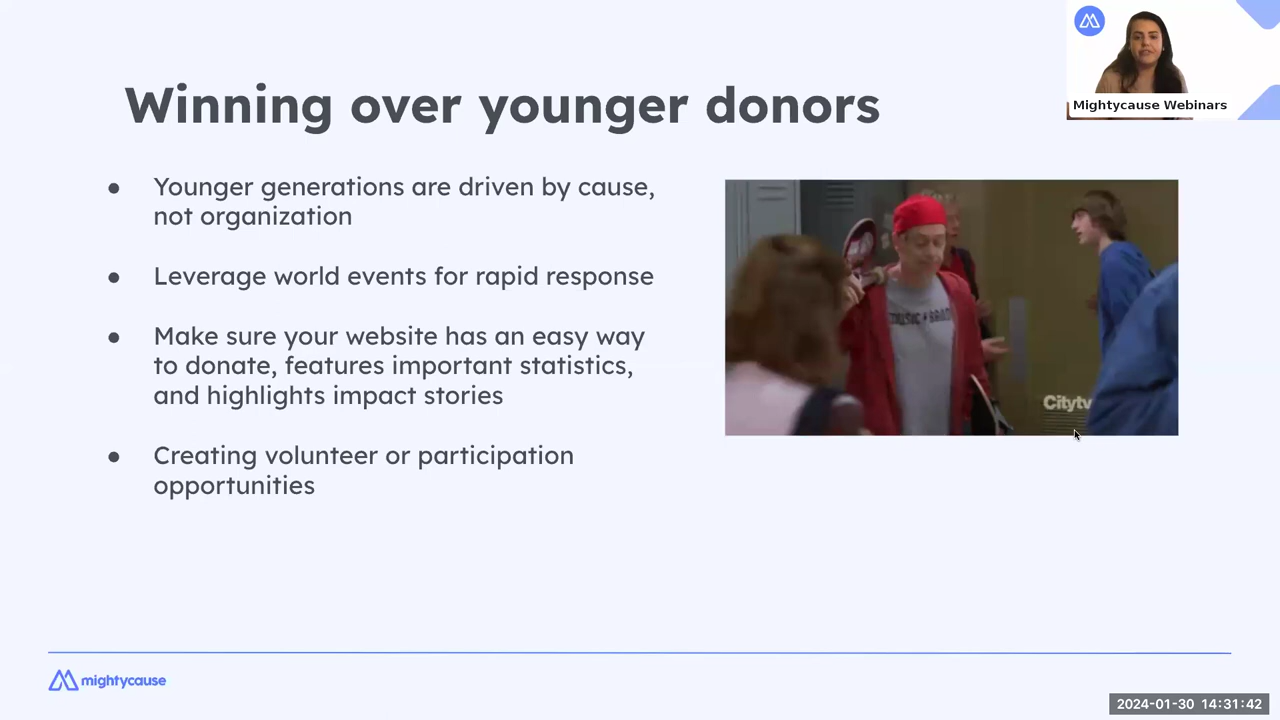 Mightycause Webinars
Winning over younger donors
● Younger generations are driven by cause,
not organization
● Leverage world events for rapid response
● Make sure your website has an easy way
to donate, features important statistics,
and highlights impact stories
● Creating volunteer or participation
opportunities
MUSIC
Citytv
mightycause
2024-01-30 14:31:42